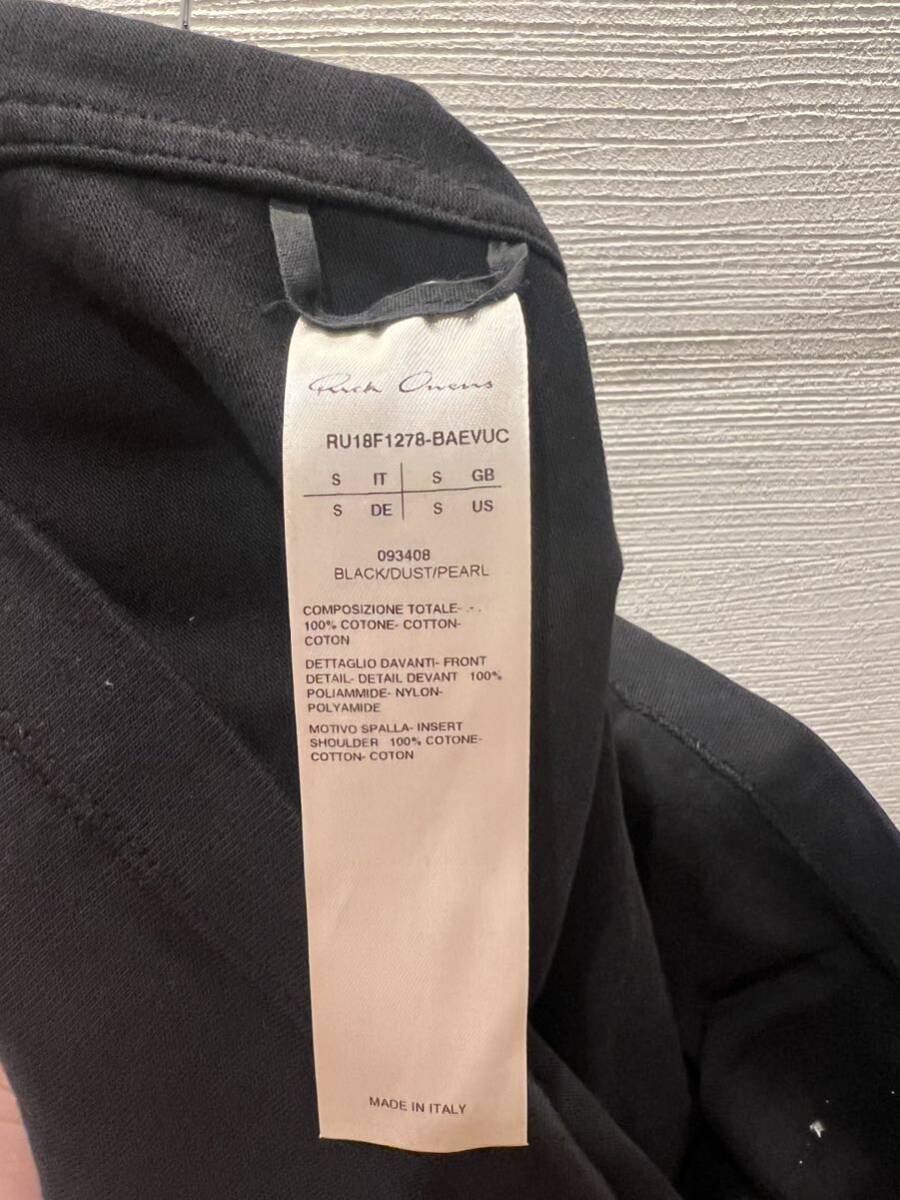 Rick Owens
RU18F1278-BAEVUC
S IT S GB
S DE S US
093408
BLACK/DUST/PEARL
COMPOSIZIONE TOTALE- - .
100% COTONE- COTTON-
COTON
DETTAGLIO DAVANTI- FRONT
DETAIL- DETAIL DEVANT 100%
POLIAMMIDE- NYLON-
POLYAMIDE
MOTIVO SPALLA- INSERT
SHOULDER 100% COTONE-
COTTON- COTON
MADE IN ITALY